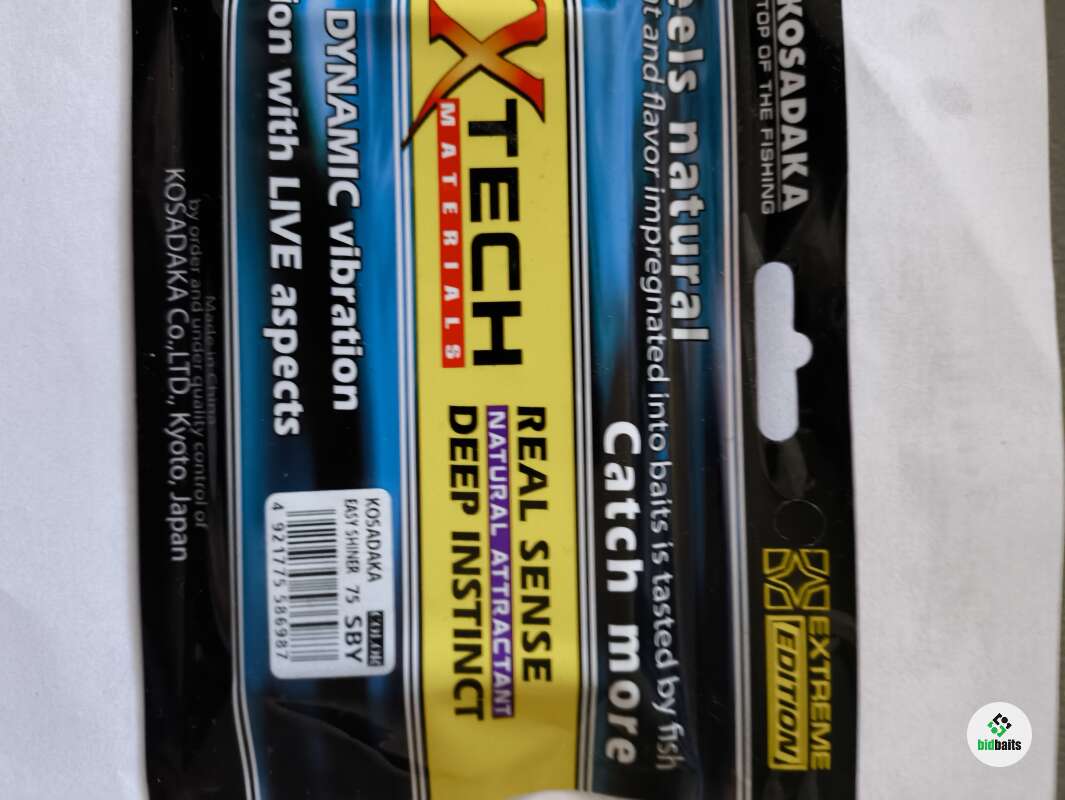 KOSADAKA
TOP OF THE FISHING
EXTREME
EDITION
eels natural
t and flavor impregnated into baits is tasted by fish
Catch more
XTECH
MATERIALS
REAL SENSE
NATURAL ATTRACTANT
DEEP INSTINCT
DYNAMIC vibration
ion with LIVE aspects
KOSADAKA
EASY SHINER 75 SBY
4 921775 586987
Made in China
by order and under quality control of
KOSADAKA Co.,LTD., Kyoto, Japan
bidbaits